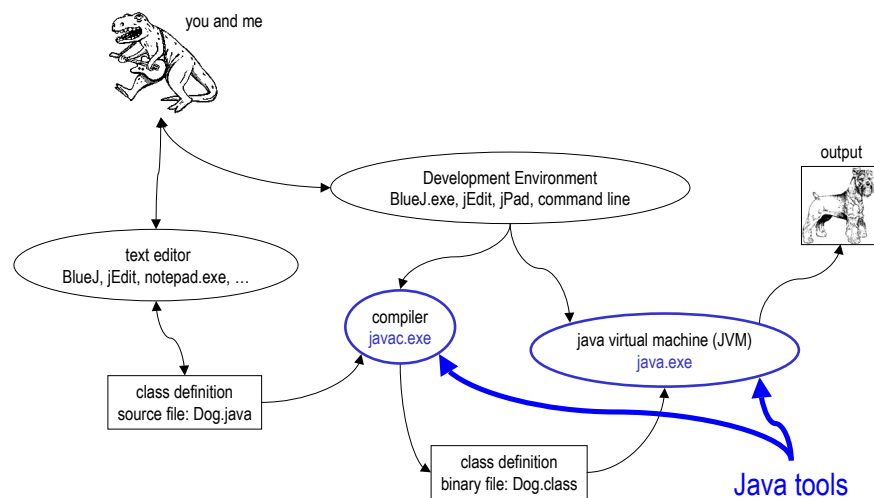 you and me
output
Development Environment
BlueJ.exe, jEdit, jPad, command line
text editor
BlueJ, jEdit, notepad.exe, …
compiler
javac.exe
java virtual machine (JVM)
java.exe
class definition
source file: Dog.java
class definition
binary file: Dog.class
Java tools